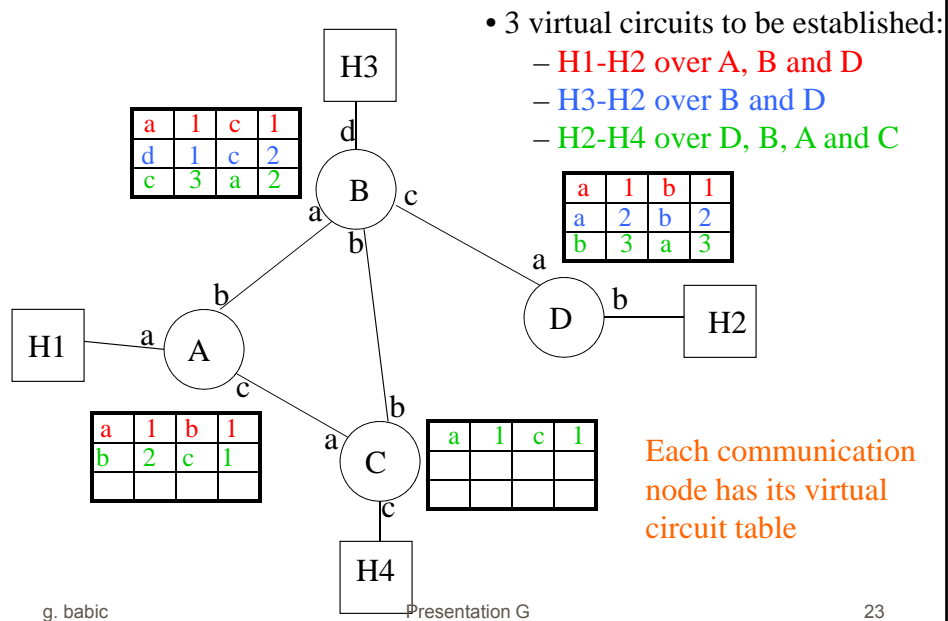 • 3 virtual circuits to be established:
– H1-H2 over A, B and D
– H3-H2 over B and D
– H2-H4 over D, B, A and C
H3
d
a 1 c 1
d 1 c 2
c 3 a 2
B
a
c
b
a 1 b 1
a 2 b 2
b 3 a 3
a
D
b
H2
H1
a
b
A
c
a 1 b 1
b 2 c 1
b
a
C
c
a 1 c 1
H4
Each communication
node has its virtual
circuit table
g. babic
Presentation G
23